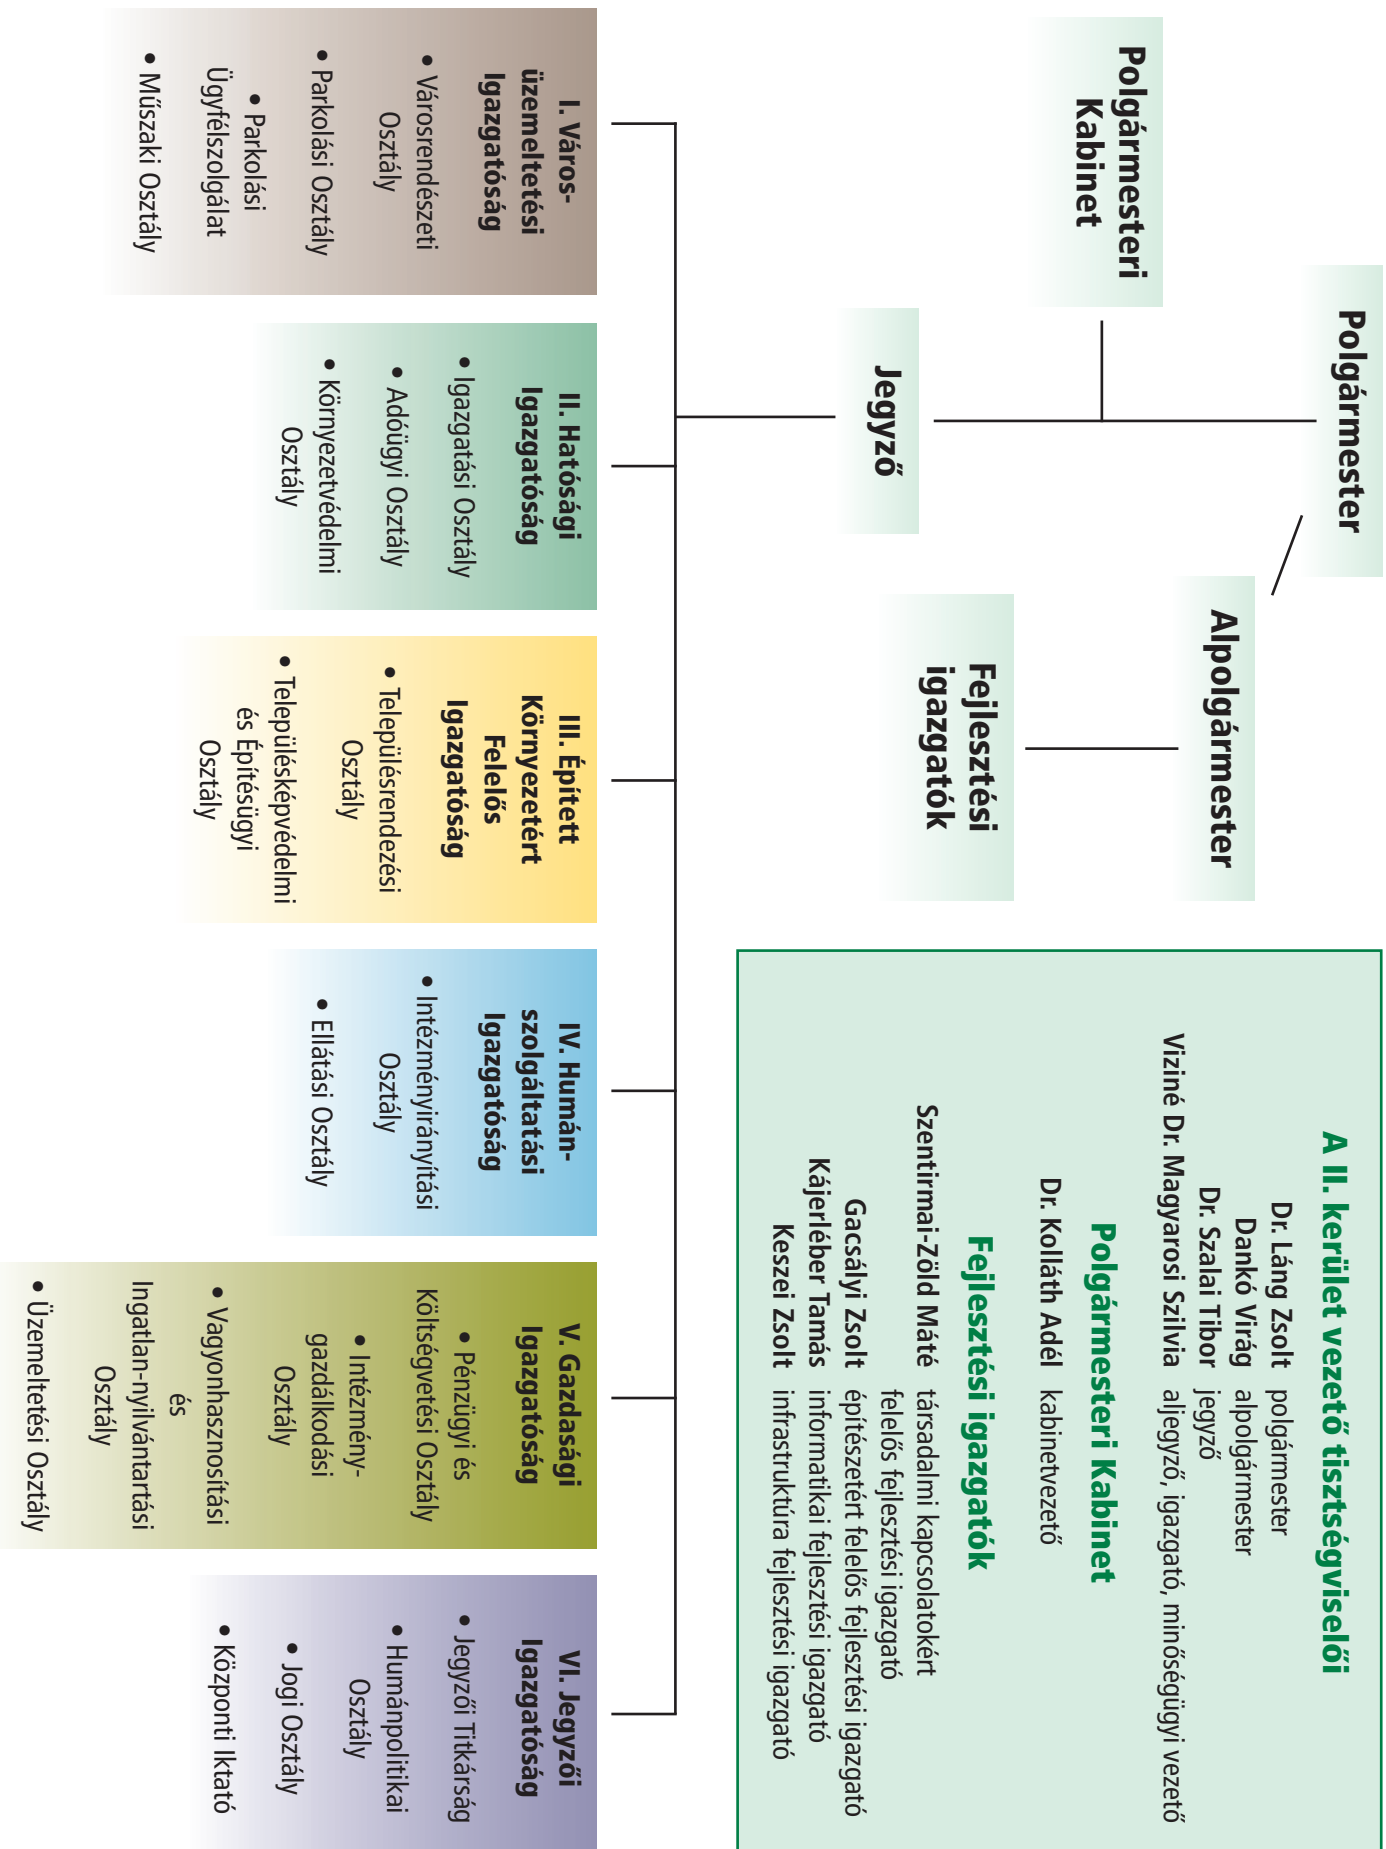 Polgármester
Alpolgármester
Polgármesteri
Kabinet
Fejlesztési
igazgatók
Jegyző
A II. kerület vezető tisztségviselői
Dr. Láng Zsolt polgármester
Dankó Virág alpolgármester
Dr. Szalai Tibor jegyző
Viziné Dr. Magyarosi Szilvia aljegyző, igazgató, minőségügyi vezető
Polgármesteri Kabinet
Dr. Kolláth Adél kabinetvezető
Fejlesztési igazgatók
Szentirmai-Zöld Máté társadalmi kapcsolatokért
felelős fejlesztési igazgató
Gacsályi Zsolt építészetért felelős fejlesztési igazgató
Kájerléber Tamás informatikai fejlesztési igazgató
Keszei Zsolt infrastruktúra fejlesztési igazgató
I. Város-
üzemeltetési
Igazgatóság
• Városrendészeti
Osztály
• Parkolási Osztály
• Parkolási
Ügyfélszolgálat
• Műszaki Osztály
II. Hatósági
Igazgatóság
• Igazgatási Osztály
• Adóügyi Osztály
• Környezetvédelmi
Osztály
III. Épített
Környezetért
Felelős
Igazgatóság
• Településrendezési
Osztály
• Településképvédelmi
és Építésügyi
Osztály
IV. Humán-
szolgáltatási
Igazgatóság
• Intézményirányítási
Osztály
• Ellátási Osztály
V. Gazdasági
Igazgatóság
• Pénzügyi és
Költségvetési Osztály
• Intézmény-
gazdálkodási
Osztály
• Vagyonhasznosítási
és
Ingatlan-nyilvántartási
Osztály
• Üzemeltetési Osztály
VI. Jegyzői
Igazgatóság
• Jegyzői Titkárság
• Humánpolitikai
Osztály
• Jogi Osztály
• Központi Iktató